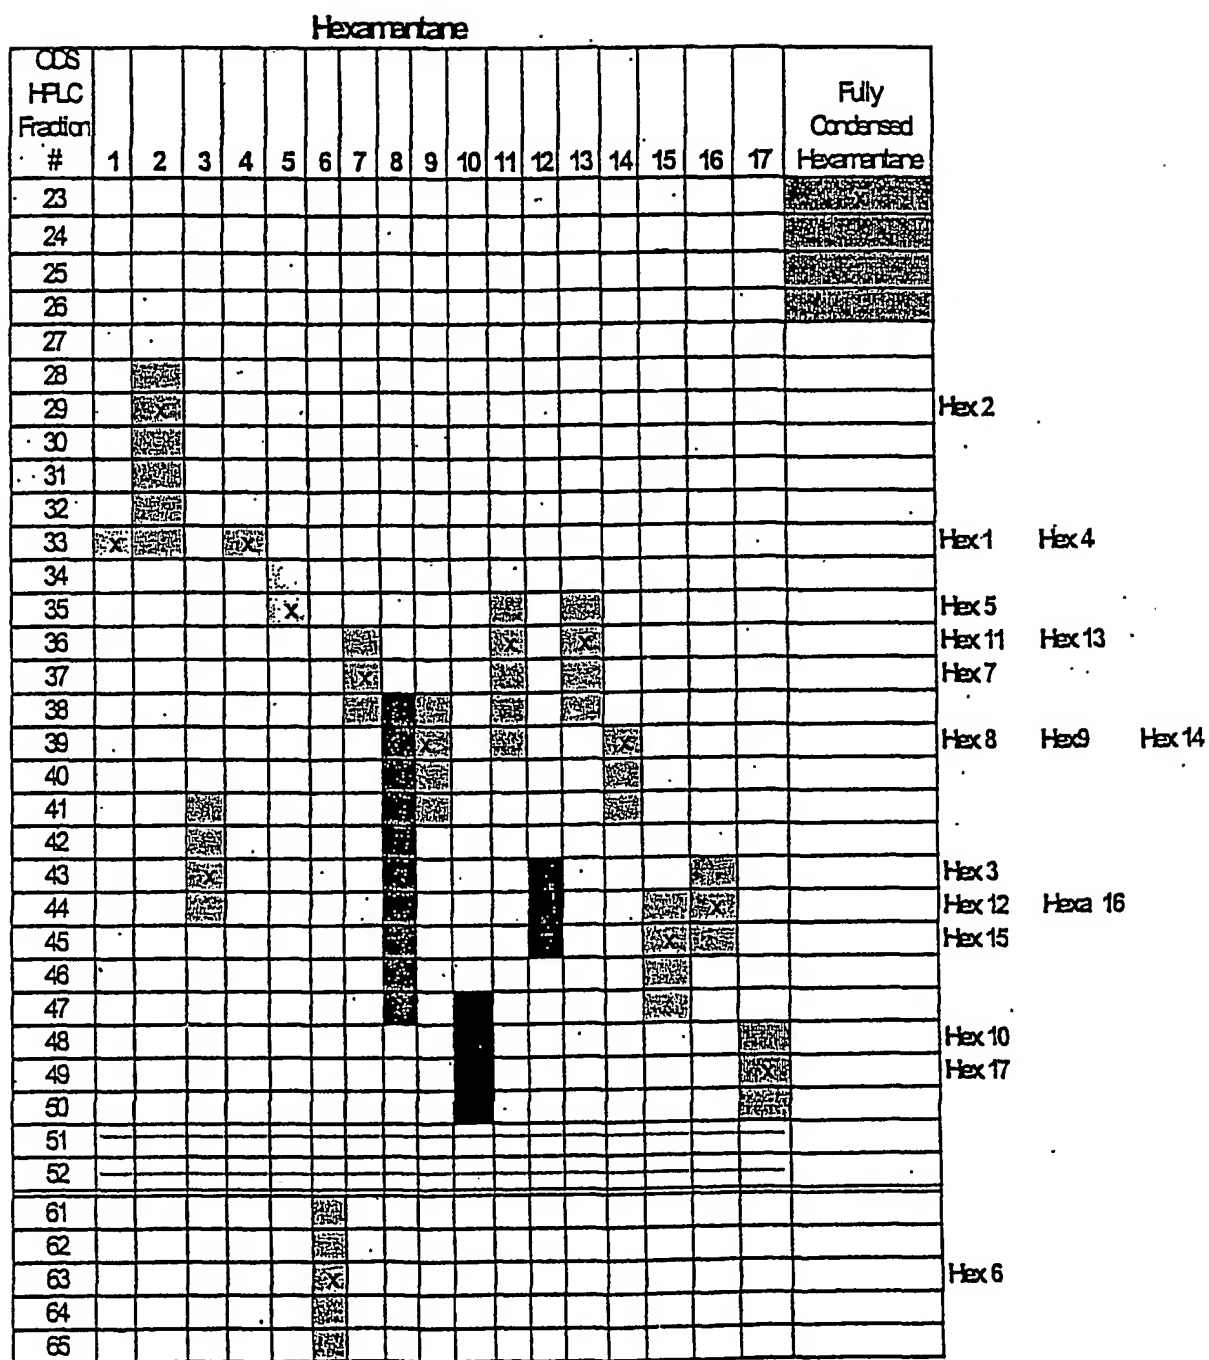 Hexamantane
ODS
HPLC
Fraction
#
1 2 3 4 5 6 7 8 9 10 11 12 13 14 15 16 17
Fully
Condensed
Hexamantane
23 x
24
25
26
27
28
29 x Hex 2
30
31
32
33 x x Hex 1 Hex 4
34
35 x Hex 5
36 x x Hex 11 Hex 13
37 x Hex 7
38
39 x x x Hex 8 Hex9 Hex 14
40
41
42
43 x Hex 3
44 x Hex 12 Hexa 16
45 x Hex 15
46
47
48 Hex 10
49 x Hex 17
50
51
52
61
62
63 x Hex 6
64
65